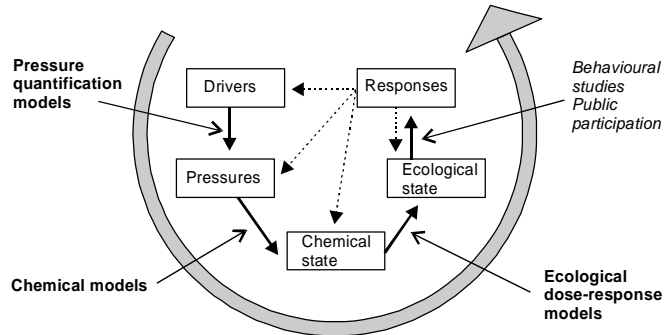 Pressure
quantification
models
Drivers
Responses
Behavioural
studies
Public
participation
Pressures
Ecological
state
Chemical
state
Chemical models
Ecological
dose-response
models